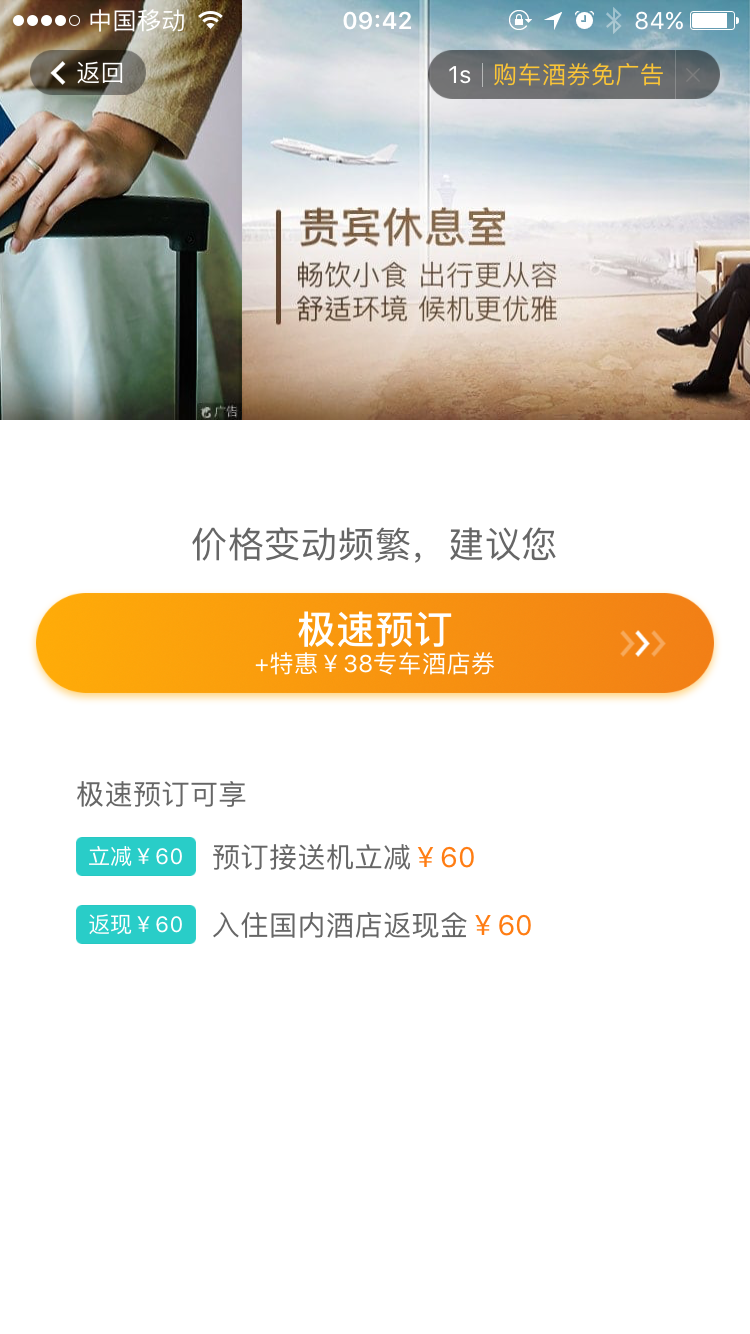 中国移动 09:42 84%
返回
1s 购车酒券免广告
贵宾休息室
畅饮小食 出行更从容
舒适环境 候机更优雅
广告
价格变动频繁，建议您
极速预订
+特惠￥38专车酒店券
极速预订可享
立减￥60 预订接送机立减￥60
返现￥60 入住国内酒店返现金￥60